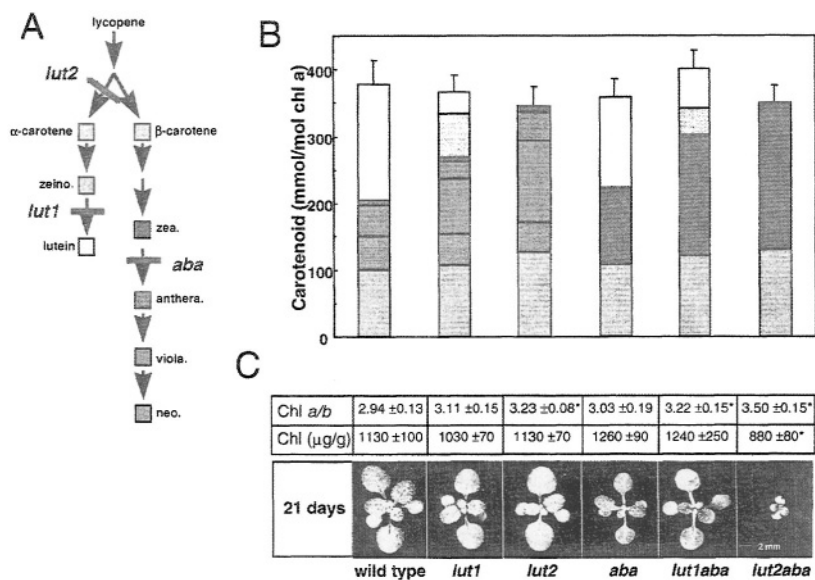 A
lycopene
lut2
α-carotene
β-carotene
zeino.
lut1
lutein
zea.
aba
anthera.
viola.
neo.
B
Carotenoid (mmol/mol chl a)
400
300
200
100
0
C
Chl a/b 2.94 ±0.13 3.11 ±0.15 3.23 ±0.08* 3.03 ±0.19 3.22 ±0.15* 3.50 ±0.15*
Chl (μg/g) 1130 ±100 1030 ±70 1130 ±70 1260 ±90 1240 ±250 880 ±80*
21 days
2 mm
wild type lut1 lut2 aba lut1aba lut2aba